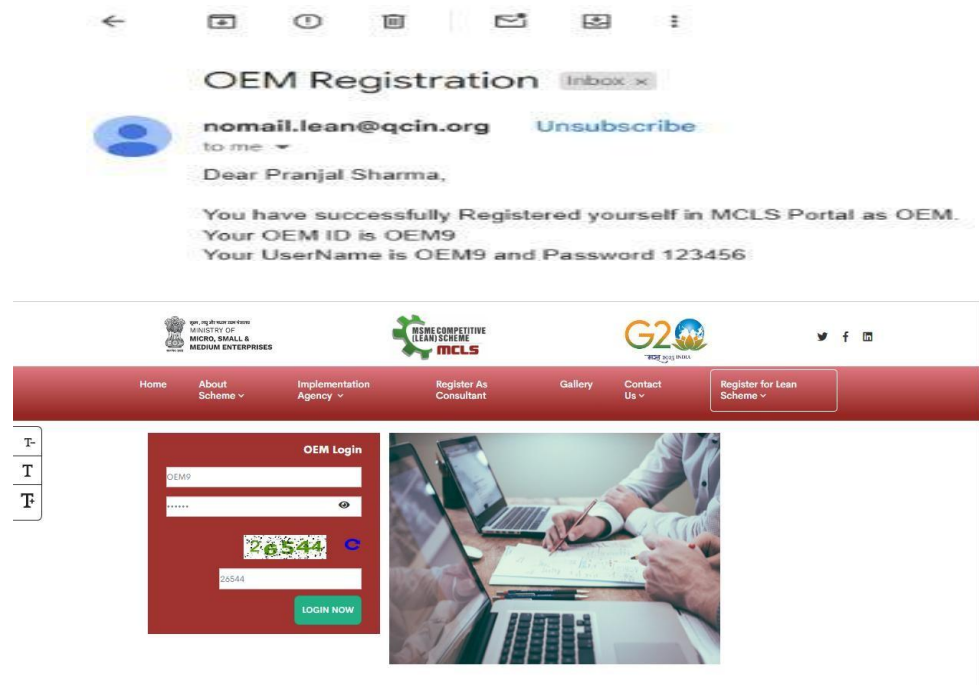 OEM Registration Inbox ×
nomail.lean@qcin.org Unsubscribe
to me
Dear Pranjal Sharma,
You have successfully Registered yourself in MCLS Portal as OEM.
Your OEM ID is OEM9
Your UserName is OEM9 and Password 123456
MINISTRY OF
MICRO, SMALL &
MEDIUM ENTERPRISES
MSME COMPETITIVE
(LEAN) SCHEME
MCLS
G20
2023 INDIA
Home
About
Scheme
Implementation
Agency
Register As
Consultant
Gallery
Contact
Us
Register for Lean
Scheme
T-
T
T+
OEM Login
OEM9
••••••
26544
26544
LOGIN NOW